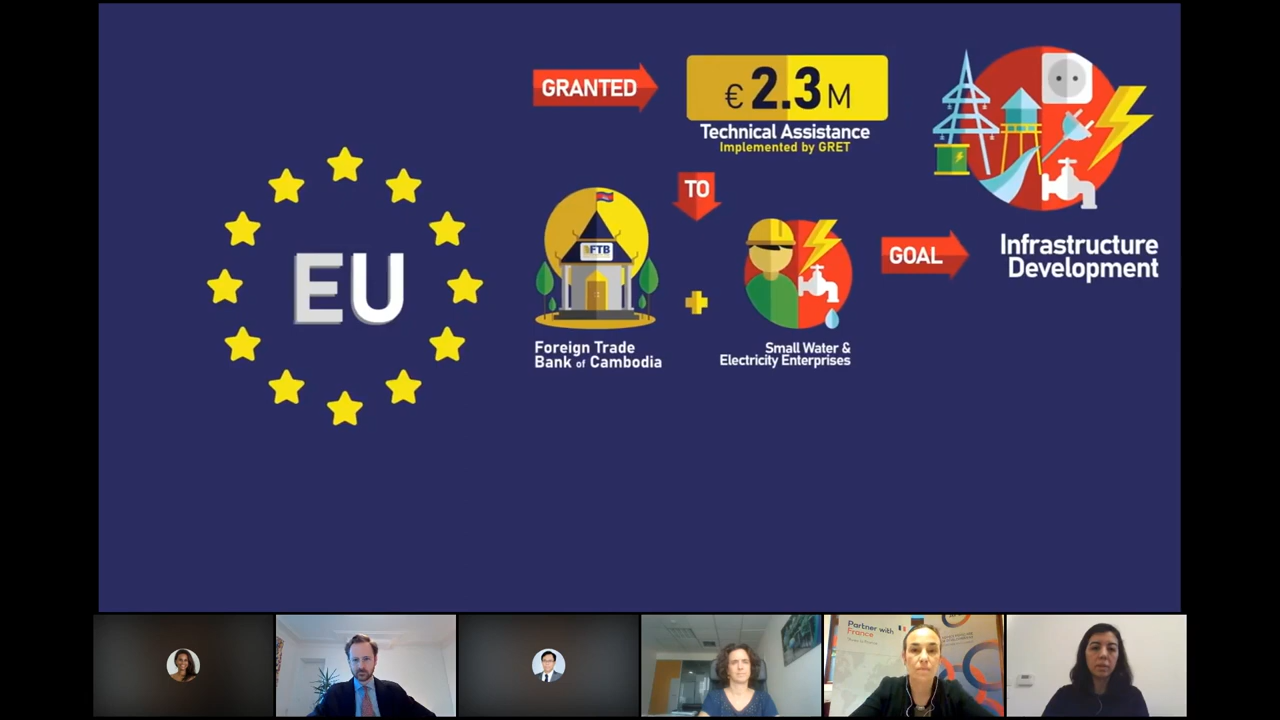 GRANTED
€ 2.3 M
Technical Assistance
Implemented by GRET
TO
FTB
EU
GOAL
Infrastructure
Development
Foreign Trade
Bank of Cambodia
Small Water &
Electricity Enterprises
Partner with
France